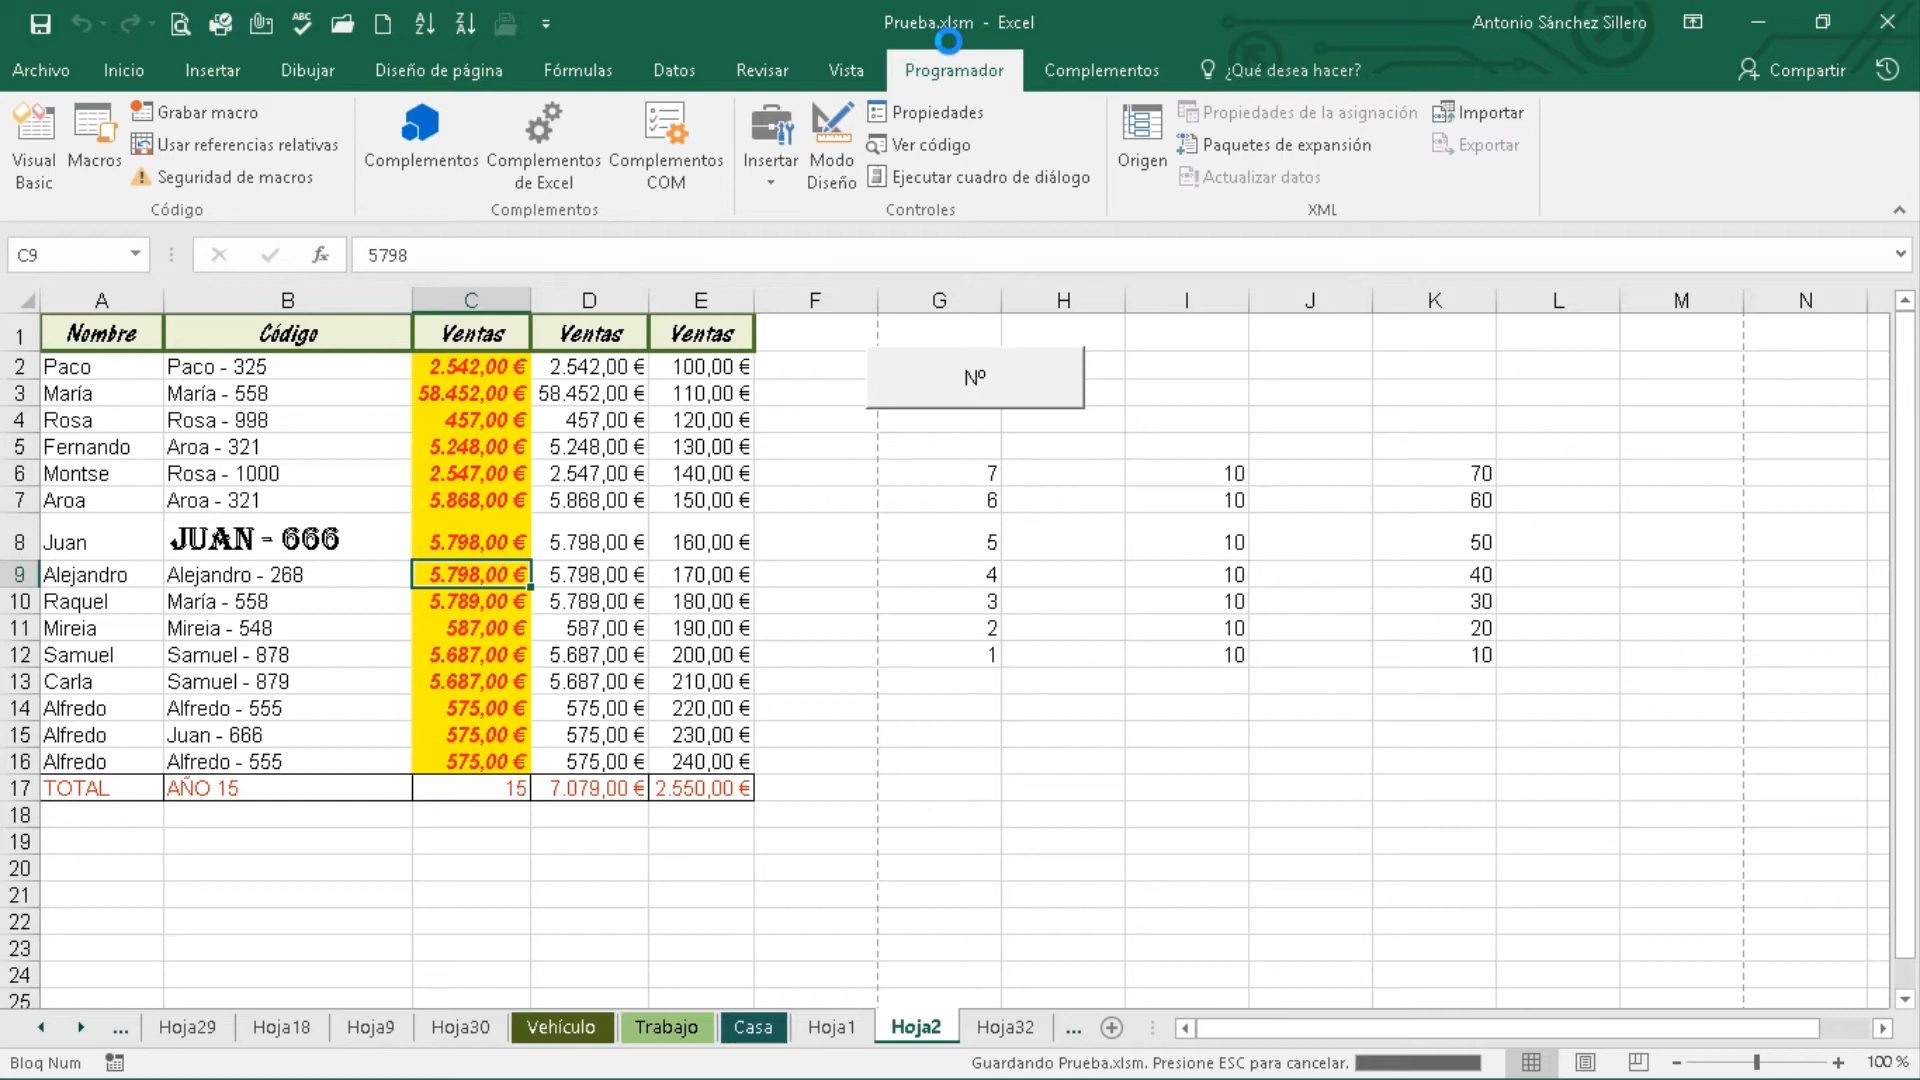 Prueba.xlsm - Excel
Antonio Sánchez Sillero
Archivo Inicio Insertar Dibujar Diseño de página Fórmulas Datos Revisar Vista Programador Complementos ¿Qué desea hacer? Compartir
Visual Basic
Macros
Grabar macro
Usar referencias relativas
Seguridad de macros
Código
Complementos
Complementos de Excel
Complementos COM
Complementos
Insertar
Modo Diseño
Propiedades
Ver código
Ejecutar cuadro de diálogo
Controles
Origen
Propiedades de la asignación
Paquetes de expansión
Actualizar datos
Importar
Exportar
XML
C9 fx 5798
A B C D E F G H I J K L M N
1 Nombre Código Ventas Ventas Ventas
2 Paco Paco - 325 2.542,00 € 2.542,00 € 100,00 €
Nº
3 María María - 558 58.452,00 € 58.452,00 € 110,00 €
4 Rosa Rosa - 998 457,00 € 457,00 € 120,00 €
5 Fernando Aroa - 321 5.248,00 € 5.248,00 € 130,00 €
6 Montse Rosa - 1000 2.547,00 € 2.547,00 € 140,00 € 7 10 70
7 Aroa Aroa - 321 5.868,00 € 5.868,00 € 150,00 € 6 10 60
8 Juan JUAN - 666 5.798,00 € 5.798,00 € 160,00 € 5 10 50
9 Alejandro Alejandro - 268 5.798,00 € 5.798,00 € 170,00 € 4 10 40
10 Raquel María - 558 5.789,00 € 5.789,00 € 180,00 € 3 10 30
11 Mireia Mireia - 548 587,00 € 587,00 € 190,00 € 2 10 20
12 Samuel Samuel - 878 5.687,00 € 5.687,00 € 200,00 € 1 10 10
13 Carla Samuel - 879 5.687,00 € 5.687,00 € 210,00 €
14 Alfredo Alfredo - 555 575,00 € 575,00 € 220,00 €
15 Alfredo Juan - 666 575,00 € 575,00 € 230,00 €
16 Alfredo Alfredo - 555 575,00 € 575,00 € 240,00 €
17 TOTAL AÑO 15 15 7.079,00 € 2.550,00 €
18
19
20
21
22
23
24
25
... Hoja29 Hoja18 Hoja9 Hoja30 Vehículo Trabajo Casa Hoja1 Hoja2 Hoja32 ...
Bloq Num Guardando Prueba.xlsm. Presione ESC para cancelar. 100 %